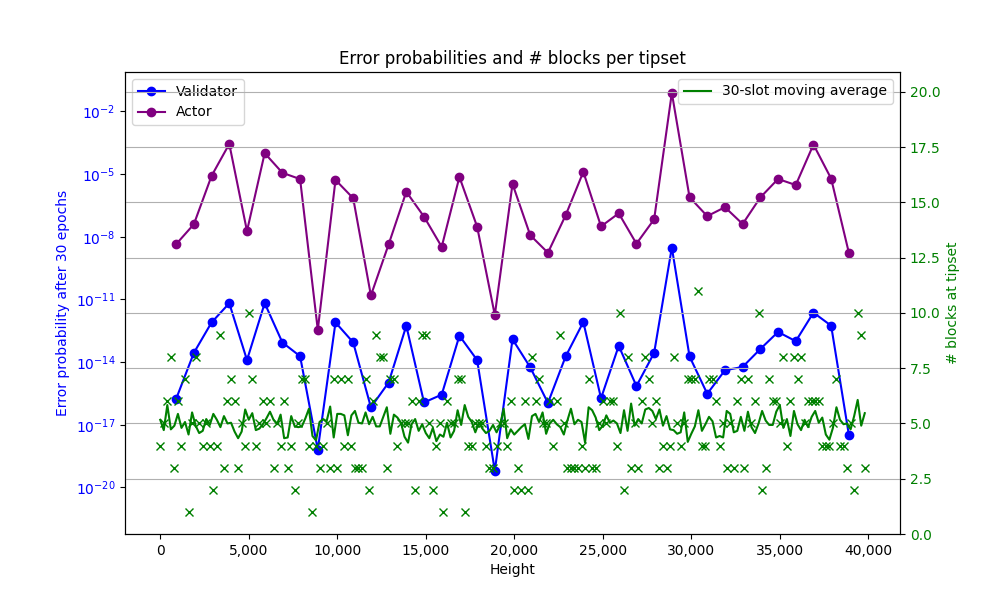 Error probabilities and # blocks per tipset
Validator
Actor
30-slot moving average
Error probability after 30 epochs
10⁻²
10⁻⁵
10⁻⁸
10⁻¹¹
10⁻¹⁴
10⁻¹⁷
10⁻²⁰
# blocks at tipset
20.0
17.5
15.0
12.5
10.0
7.5
5.0
2.5
0.0
0 5,000 10,000 15,000 20,000 25,000 30,000 35,000 40,000
Height